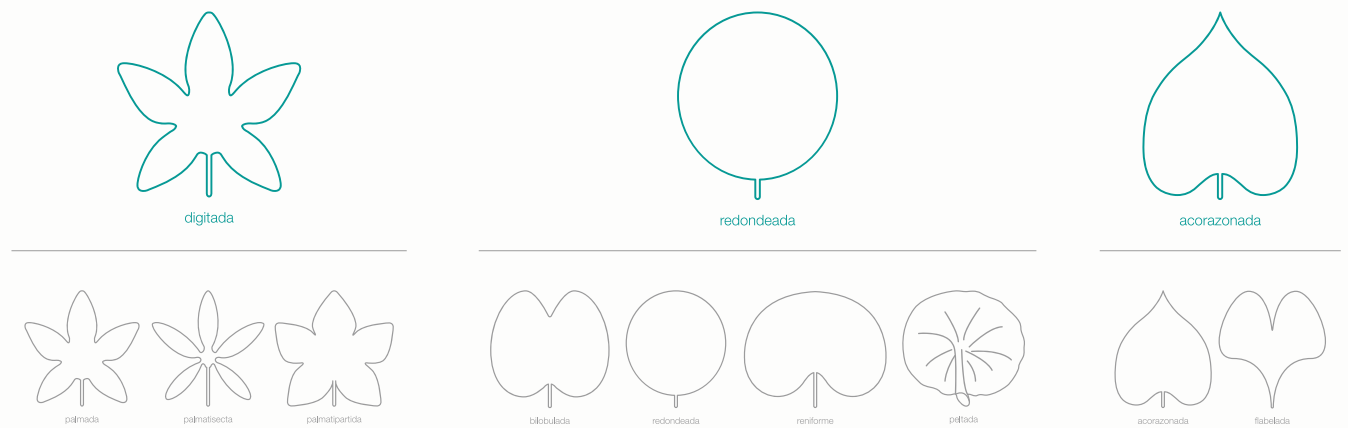 digitada
redondeada
acorazonada
palmada
palmatisecta
palmatipartida
bilobulada
redondeada
reniforme
peltada
acorazonada
flabelada